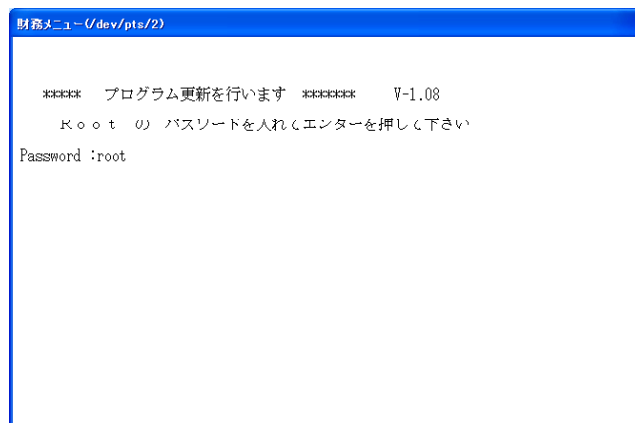 財務メニュー(/dev/pts/2)
***** プログラム更新を行います ******* V-1.08
Ｒｏｏｔ の パスワードを入れてエンターを押して下さい
Password :root